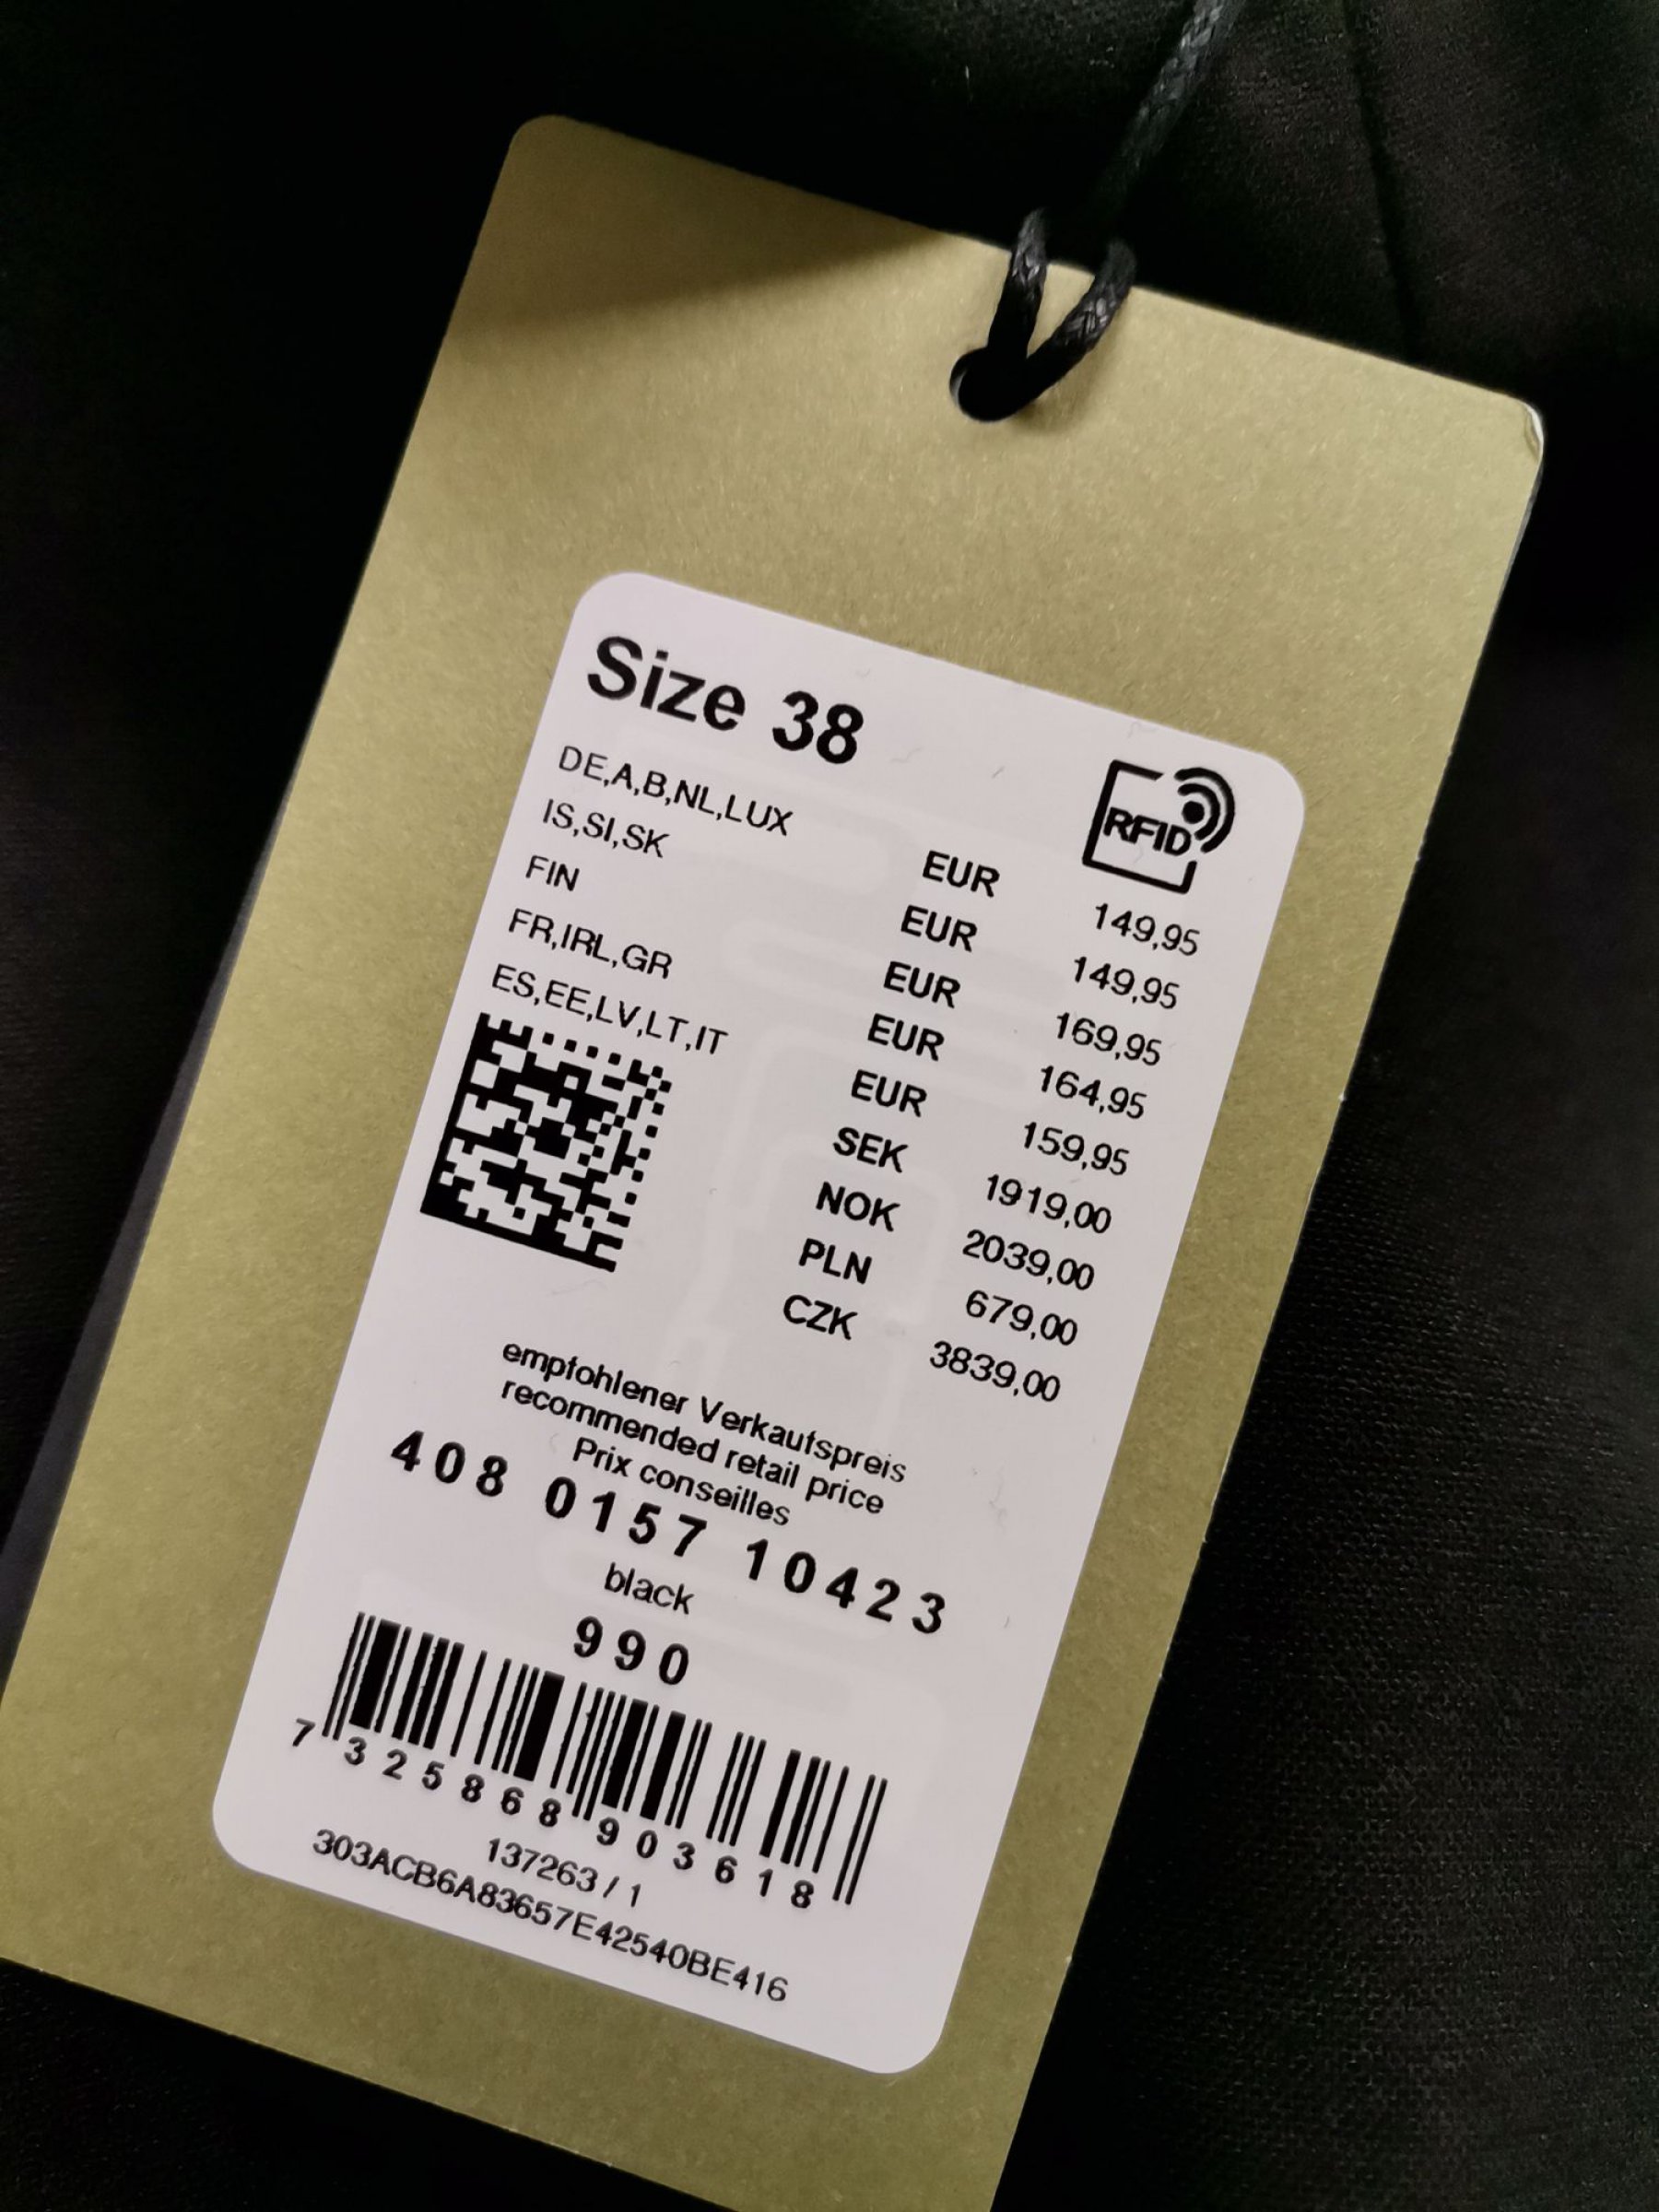 Size 38
RFID
DE,A,B,NL,LUX EUR 149,95
IS,SI,SK EUR 149,95
FIN EUR 169,95
FR,IRL,GR EUR 164,95
ES,EE,LV,LT,IT EUR 159,95
SEK 1919,00
NOK 2039,00
PLN 679,00
CZK 3839,00
empfohlener Verkaufspreis
recommended retail price
Prix conseilles
408 0157 10423
black
990
7 325868 903618
137263 / 1
303ACB6A83657E42540BE416